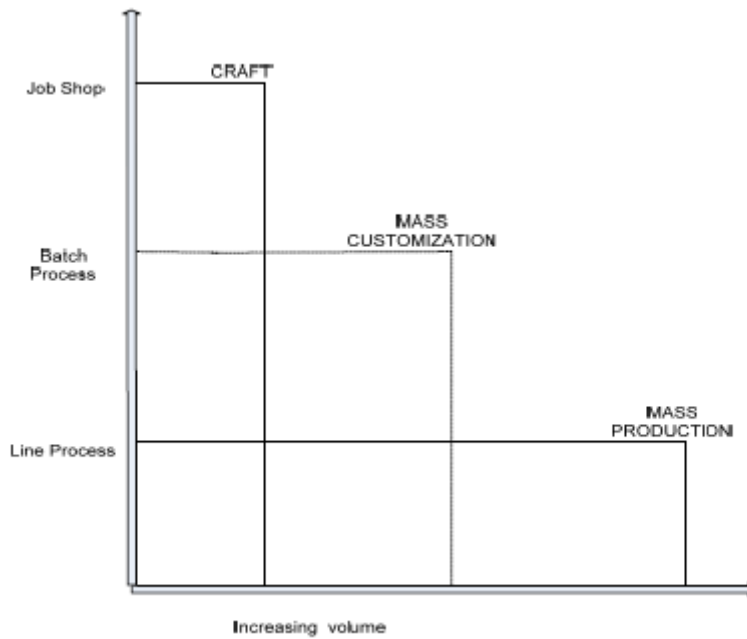 CRAFT
Job Shop
MASS
CUSTOMIZATION
Batch
Process
MASS
PRODUCTION
Line Process
Increasing volume